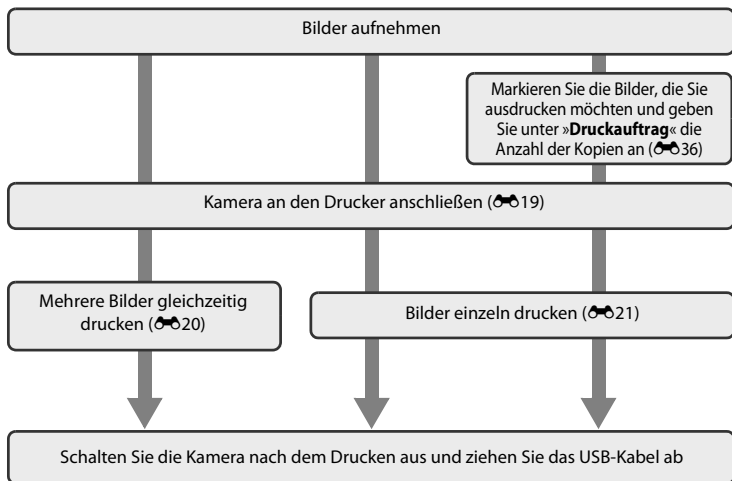 Bilder aufnehmen
Markieren Sie die Bilder, die Sie
ausdrucken möchten und geben
Sie unter »Druckauftrag« die
Anzahl der Kopien an (36)
Kamera an den Drucker anschließen (19)
Mehrere Bilder gleichzeitig
drucken (20)
Bilder einzeln drucken (21)
Schalten Sie die Kamera nach dem Drucken aus und ziehen Sie das USB-Kabel ab